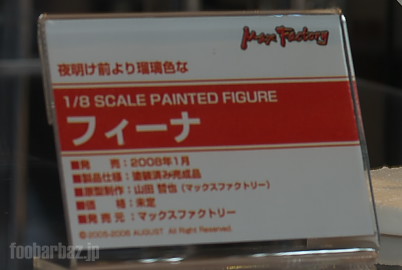 Max Factory
夜明け前より瑠璃色な
1/8 SCALE PAINTED FIGURE
フィーナ
■発　売：2008年1月
■製品仕様：塗装済み完成品
■原型制作：山田 哲也（マックスファクトリー）
■価　格：未定
■発 売 元：マックスファクトリー
©2005-2006 AUGUST. All Right Reserved.
foobarbaz.jp